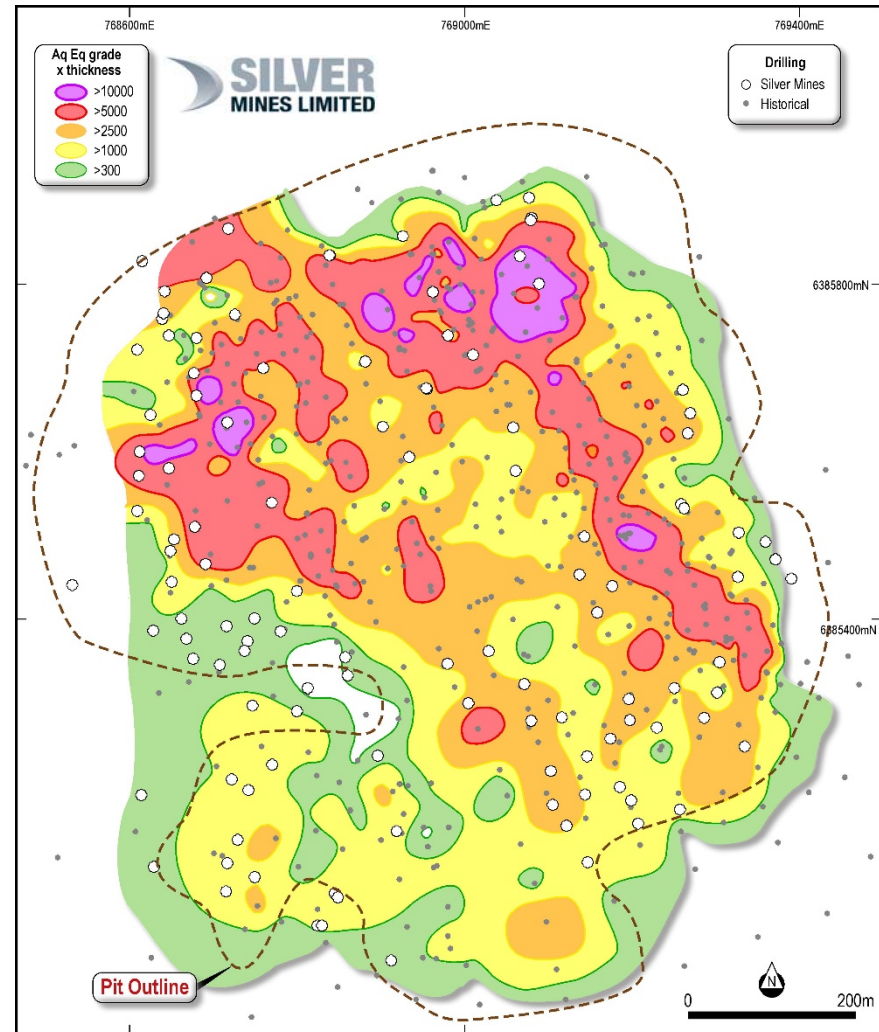 768600mE
769000mE
769400mE
Aq Eq grade
x thickness
>10000
>5000
>2500
>1000
>300
SILVER
MINES LIMITED
Drilling
Silver Mines
Historical
6385800mN
6385400mN
Pit Outline
N
0
200m